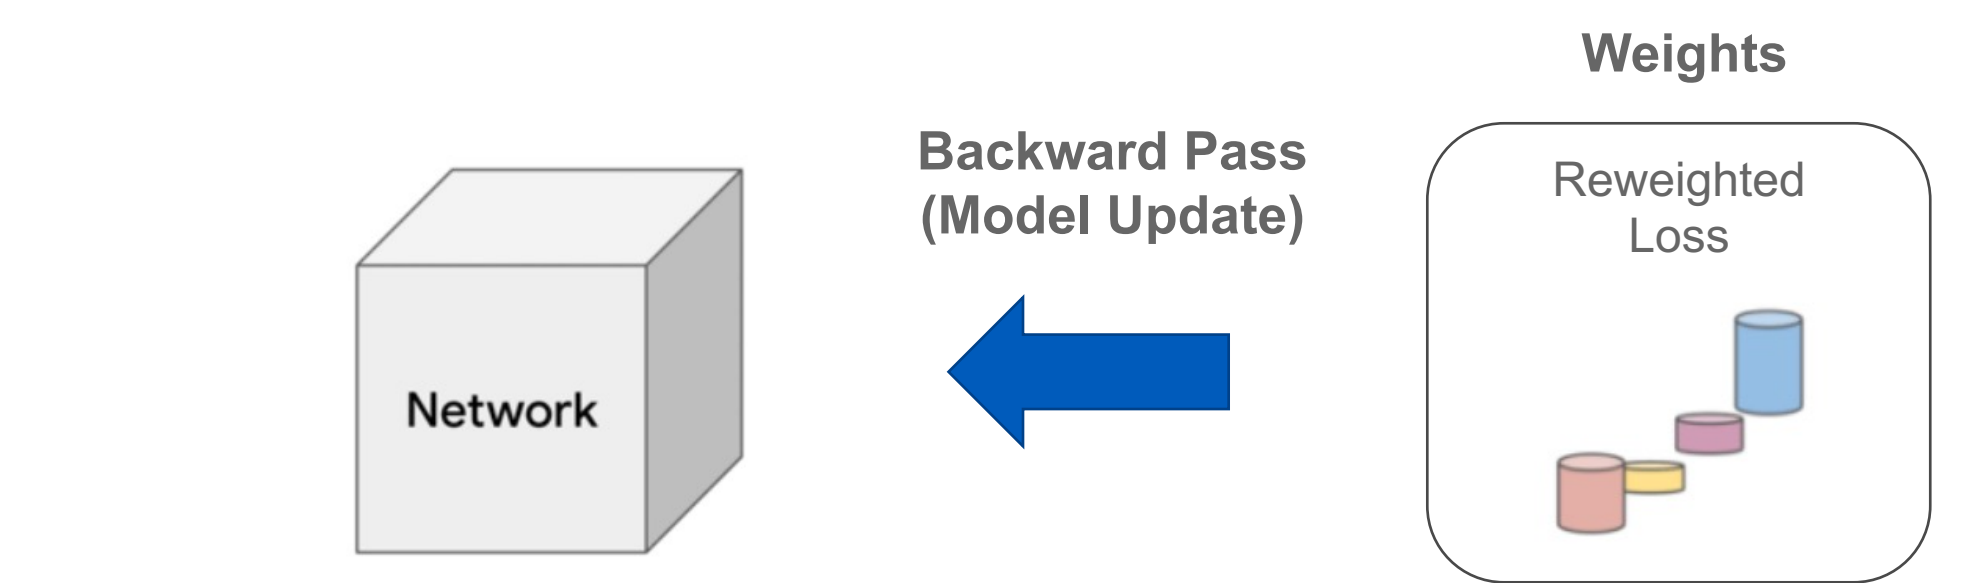 Weights
Backward Pass
(Model Update)
Reweighted
Loss
Network